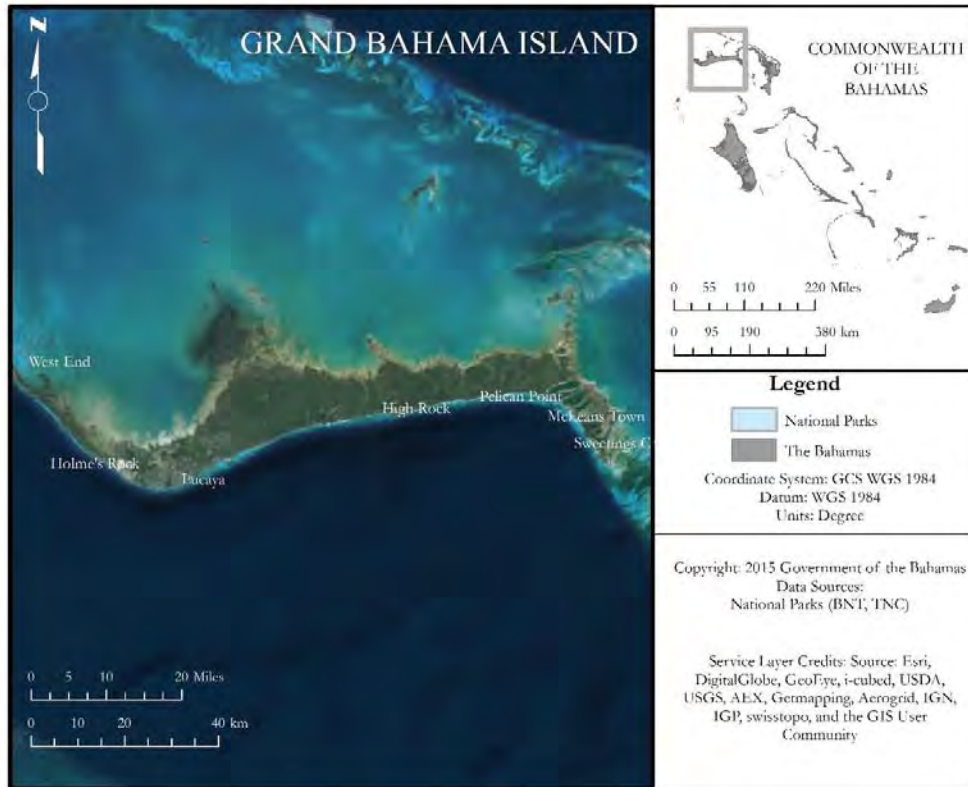 N
GRAND BAHAMA ISLAND
West End
Holme's Rock
Lucaya
High Rock
Pelican Point
McLeans Town
Sweetings C
0 5 10 20 Miles
0 10 20 40 km
COMMONWEALTH
OF THE
BAHAMAS
0 55 110 220 Miles
0 95 190 380 km
Legend
National Parks
The Bahamas
Coordinate System: GCS WGS 1984
Datum: WGS 1984
Units: Degree
Copyright: 2015 Government of the Bahamas
Data Sources:
National Parks (BNT, TNC)
Service Layer Credits: Source: Esri,
DigitalGlobe, GeoEye, i-cubed, USDA,
USGS, AEX, Getmapping, Aerogrid, IGN,
IGP, swisstopo, and the GIS User
Community